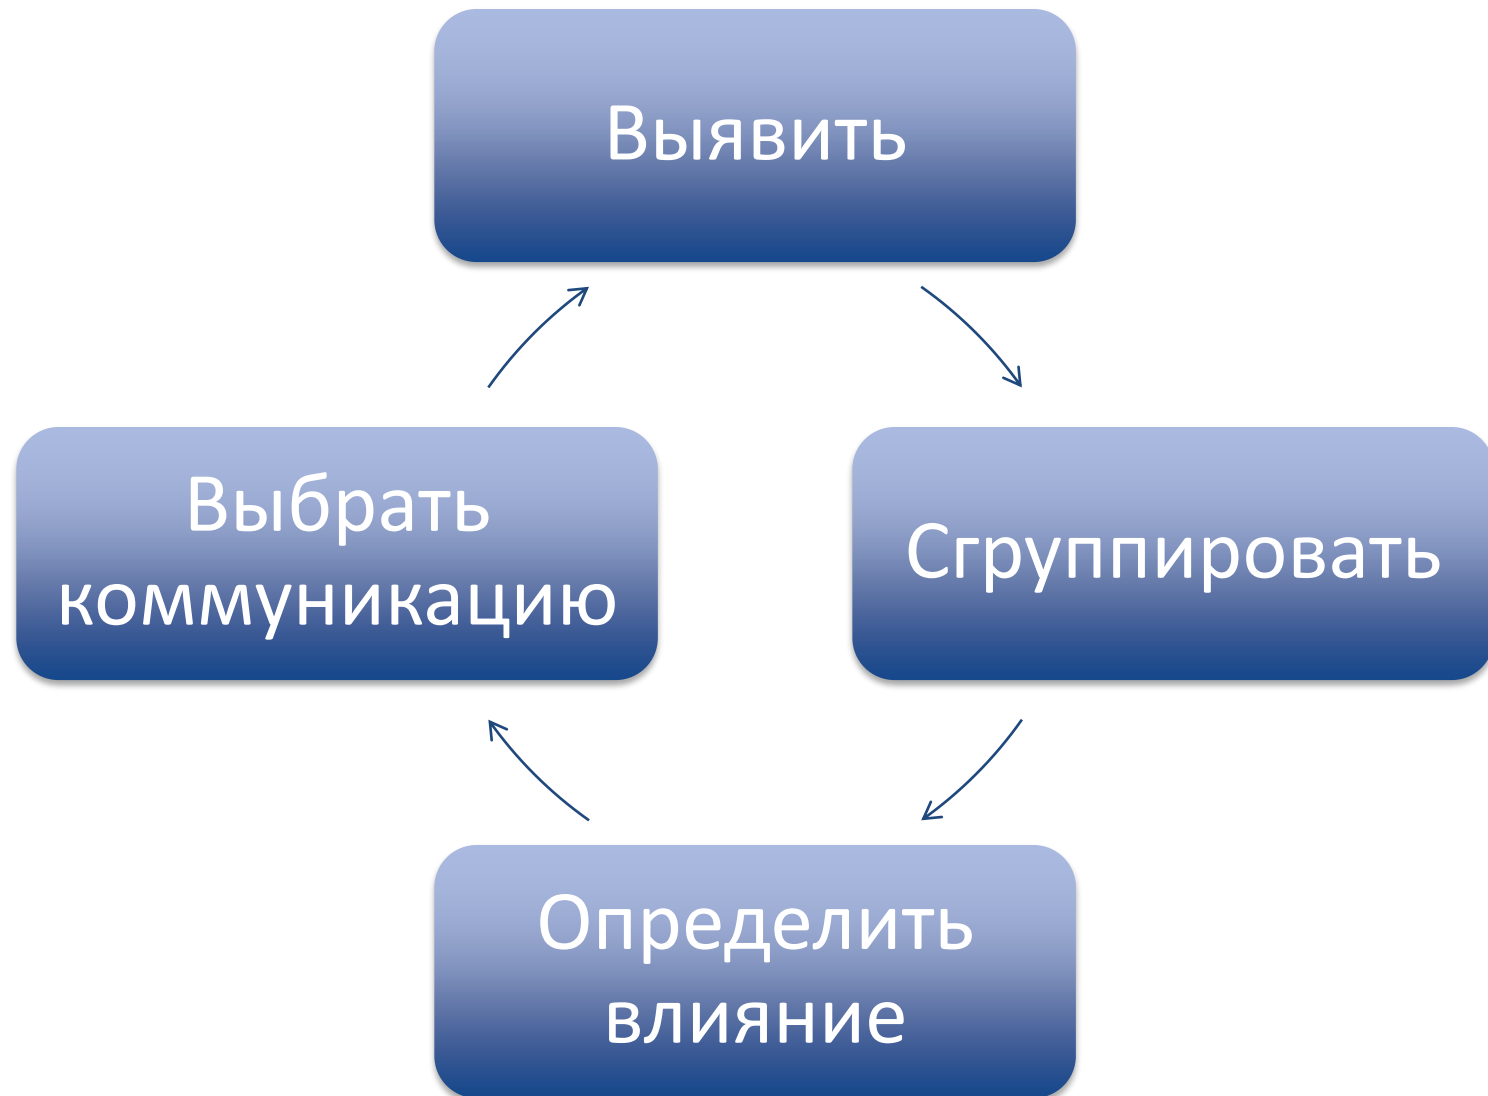 Выявить
Сгруппировать
Определить
влияние
Выбрать
коммуникацию